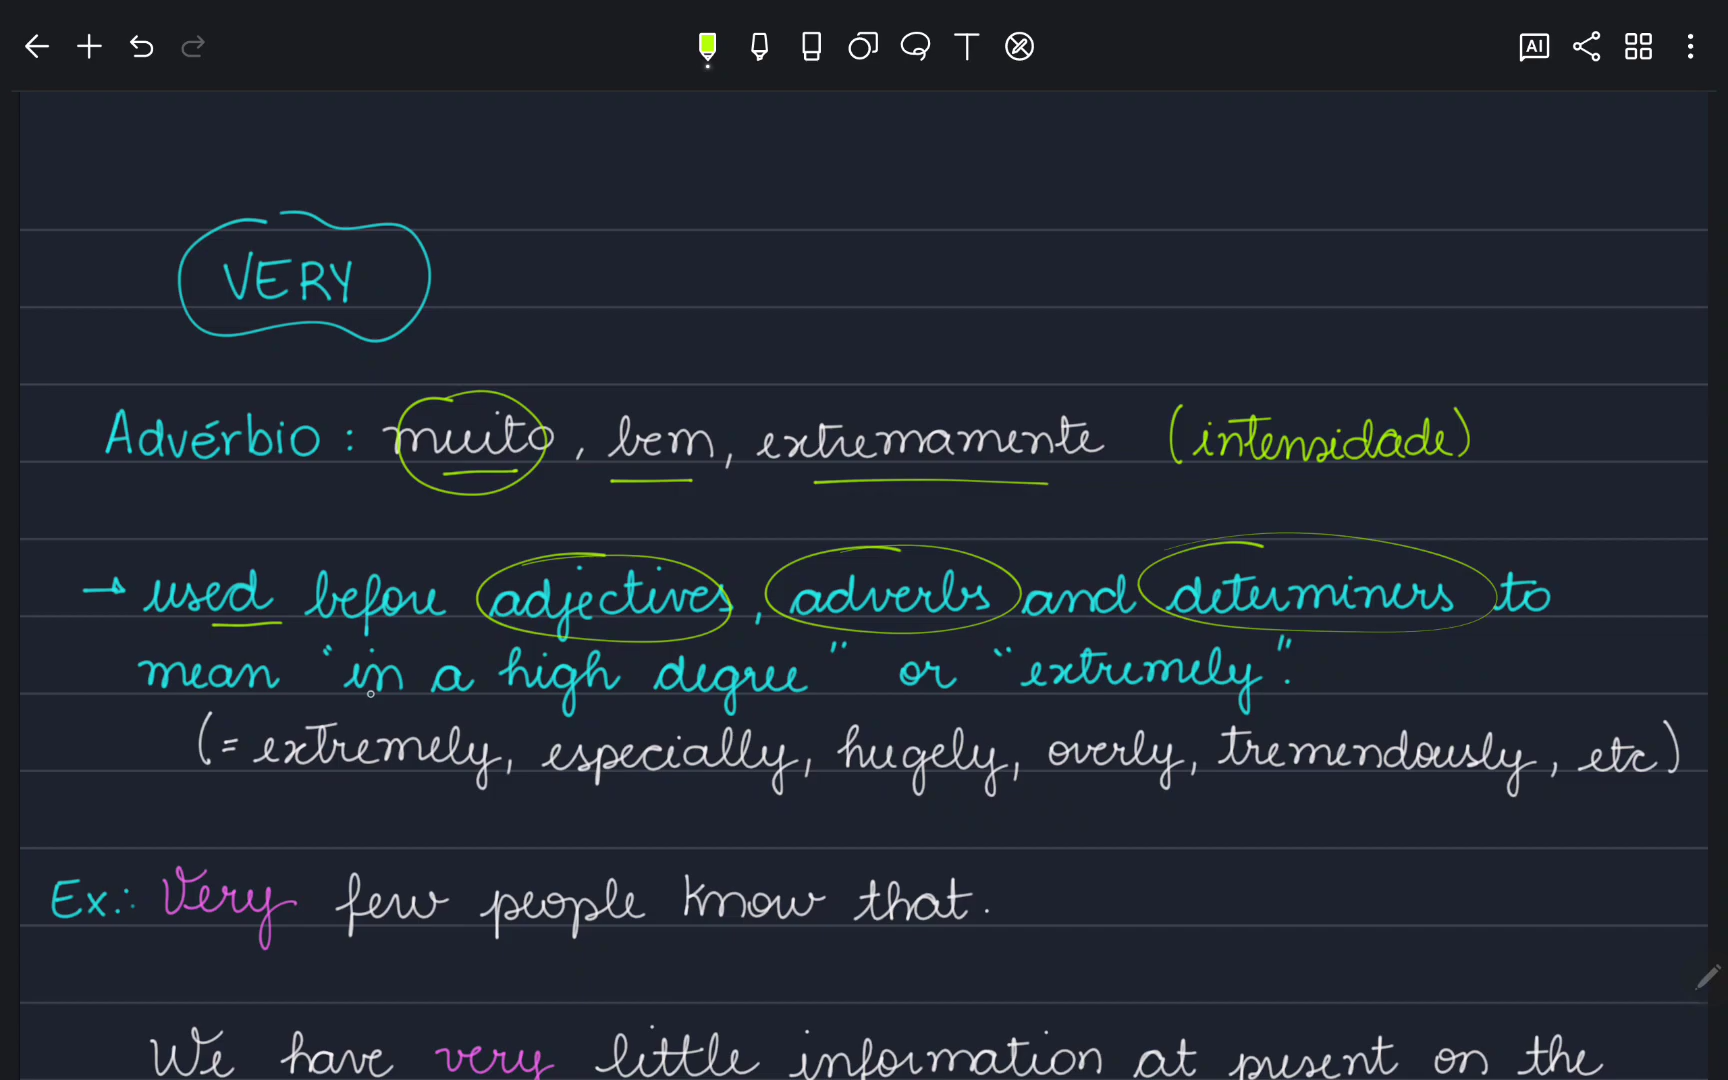 AI
VERY
Advérbio : muito , bem , extremamente (intensidade)
→ used before adjectives , adverbs and determiners to
mean "in a high degree" or "extremely".
(= extremely, especially, hugely, overly, tremendously, etc)
Ex.: Very few people know that.
We have very little information at present on the